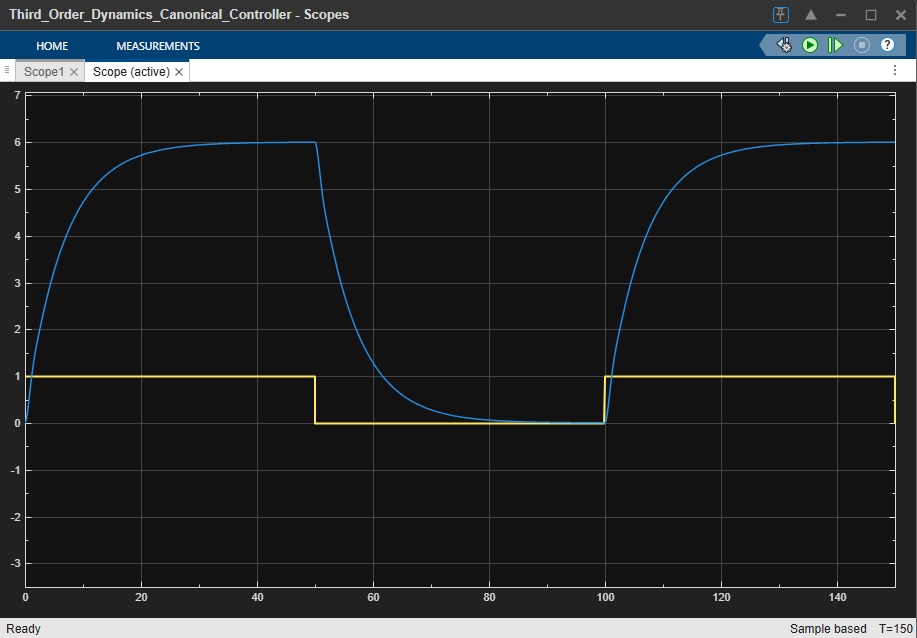 Third_Order_Dynamics_Canonical_Controller - Scopes
HOME MEASUREMENTS ?
Scope1 Scope (active)
7
6
5
4
3
2
1
0
-1
-2
-3
0 20 40 60 80 100 120 140
Ready Sample based T=150